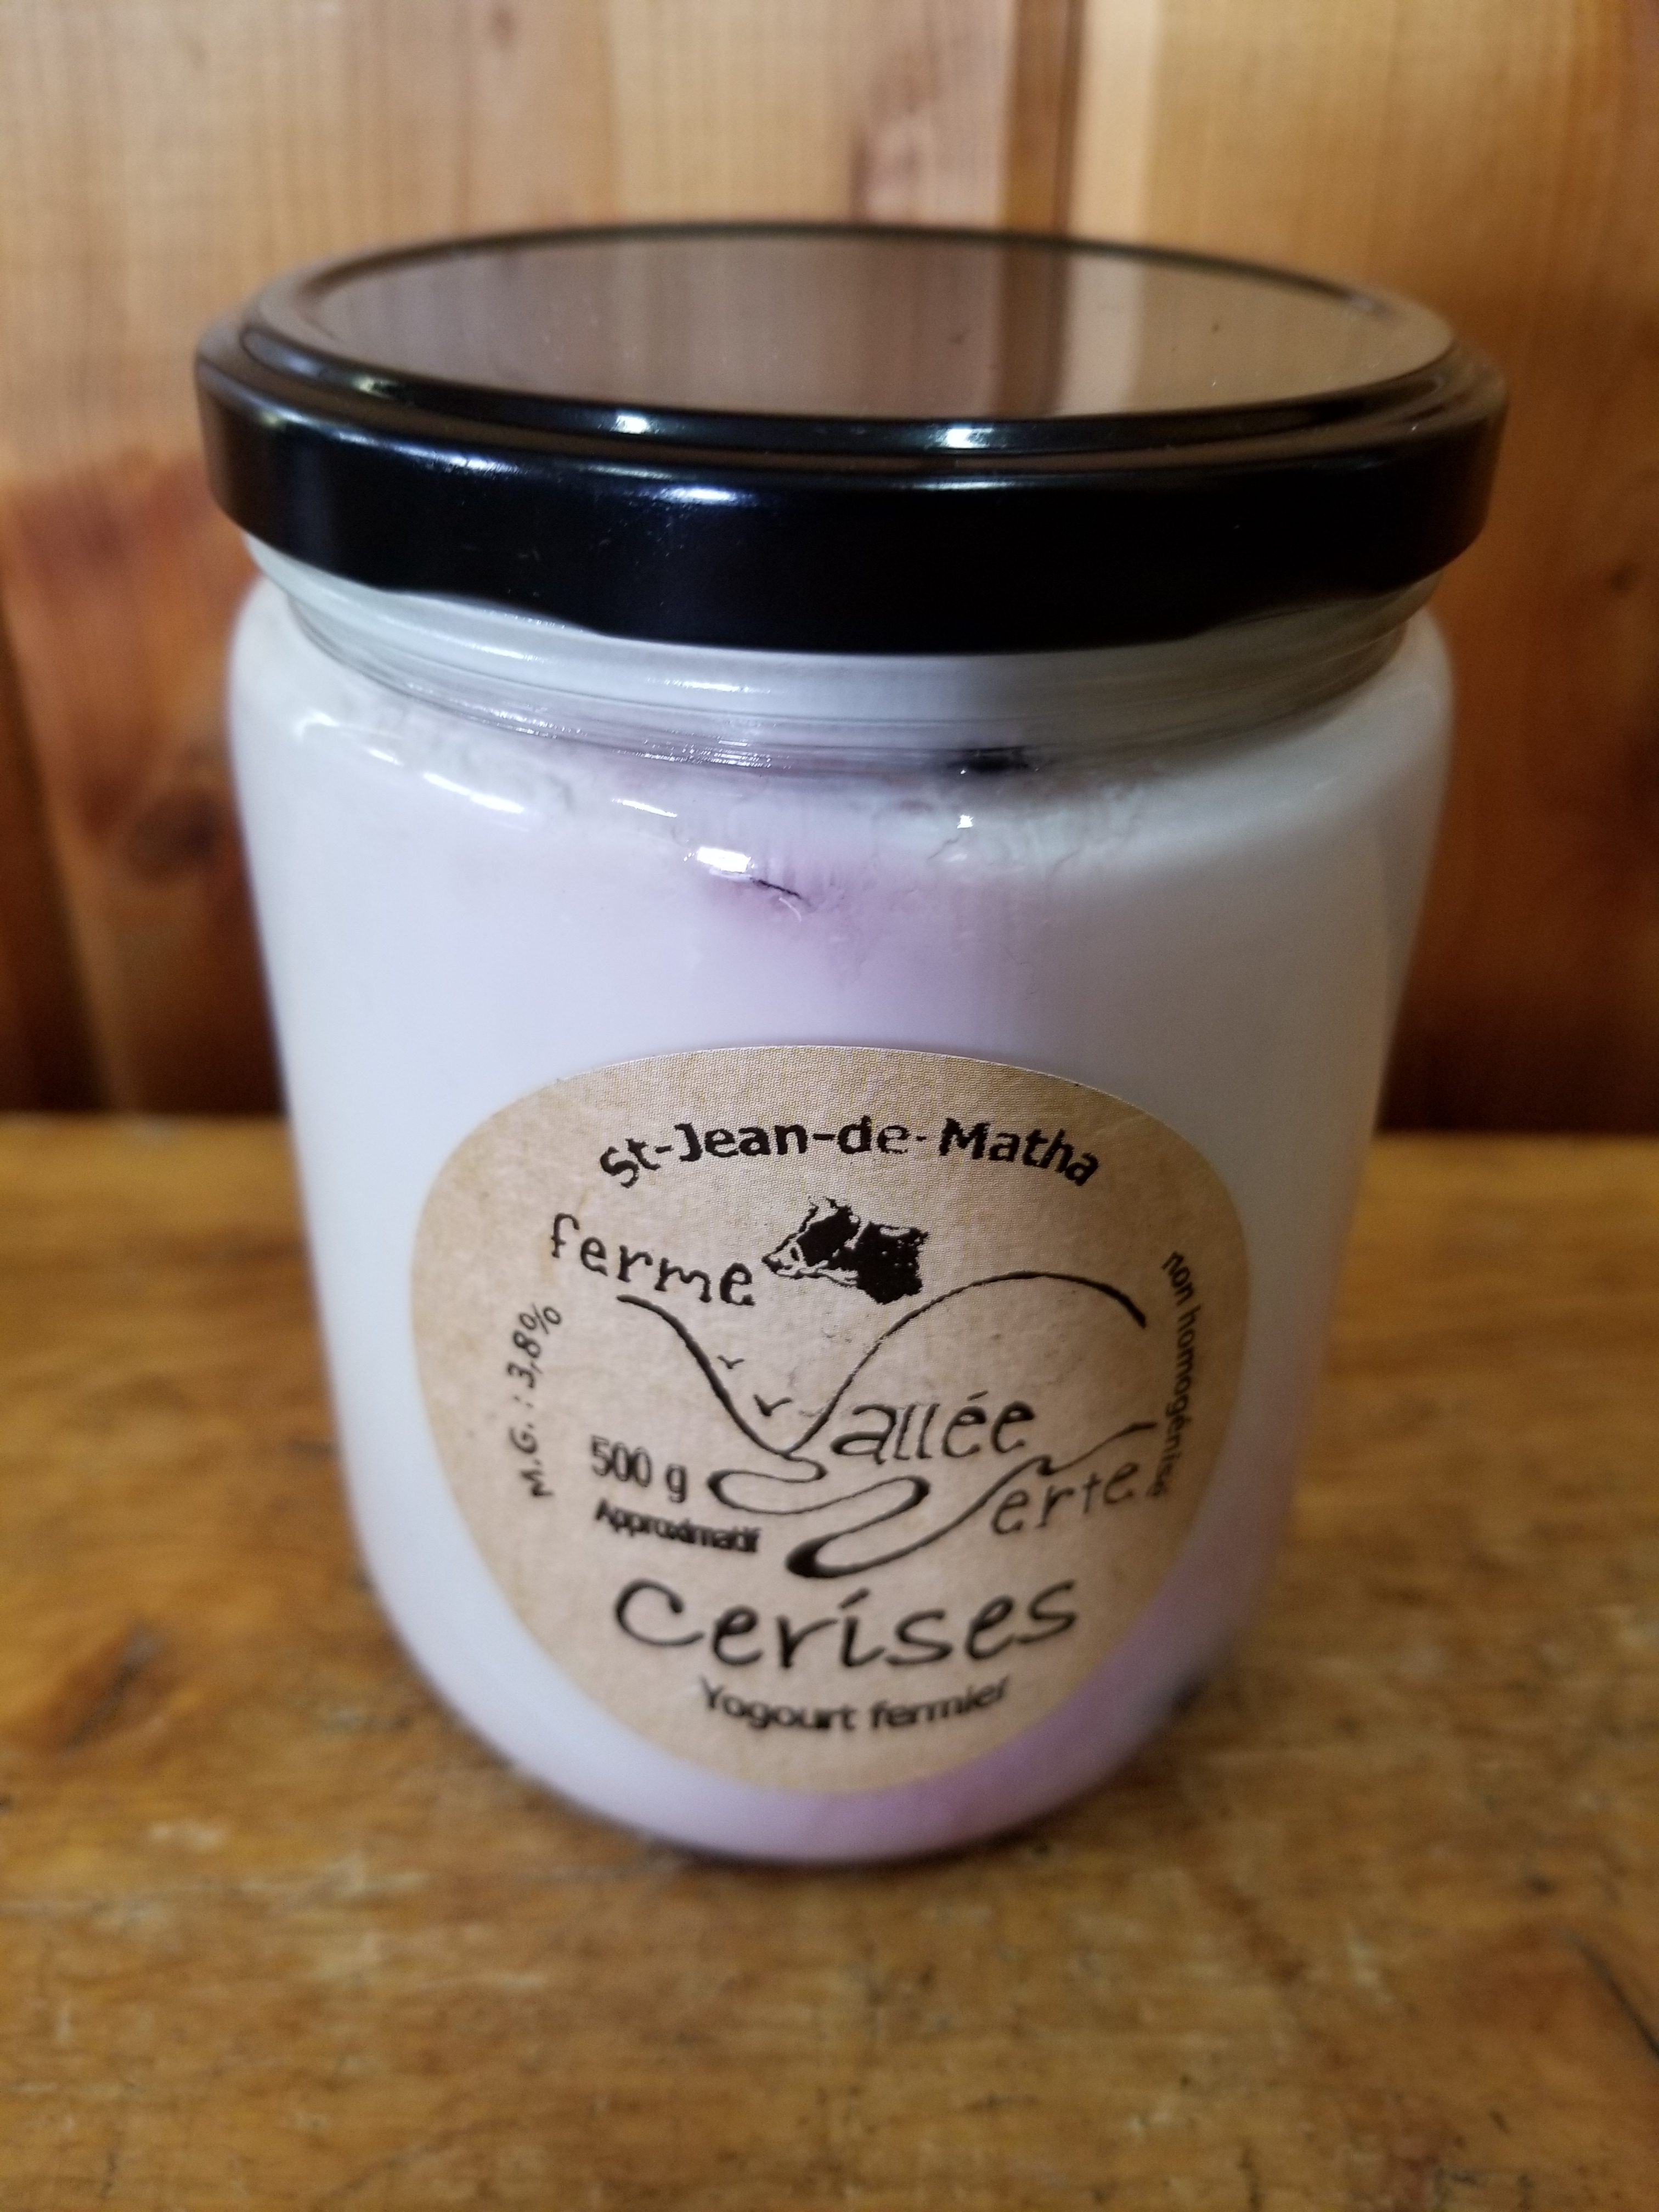 St-Jean-de-Matha
ferme
Vallée
Verte
M.G. : 3,8%
non homogénéisé
500 g
Approximatif
Cerises
Yogourt fermier